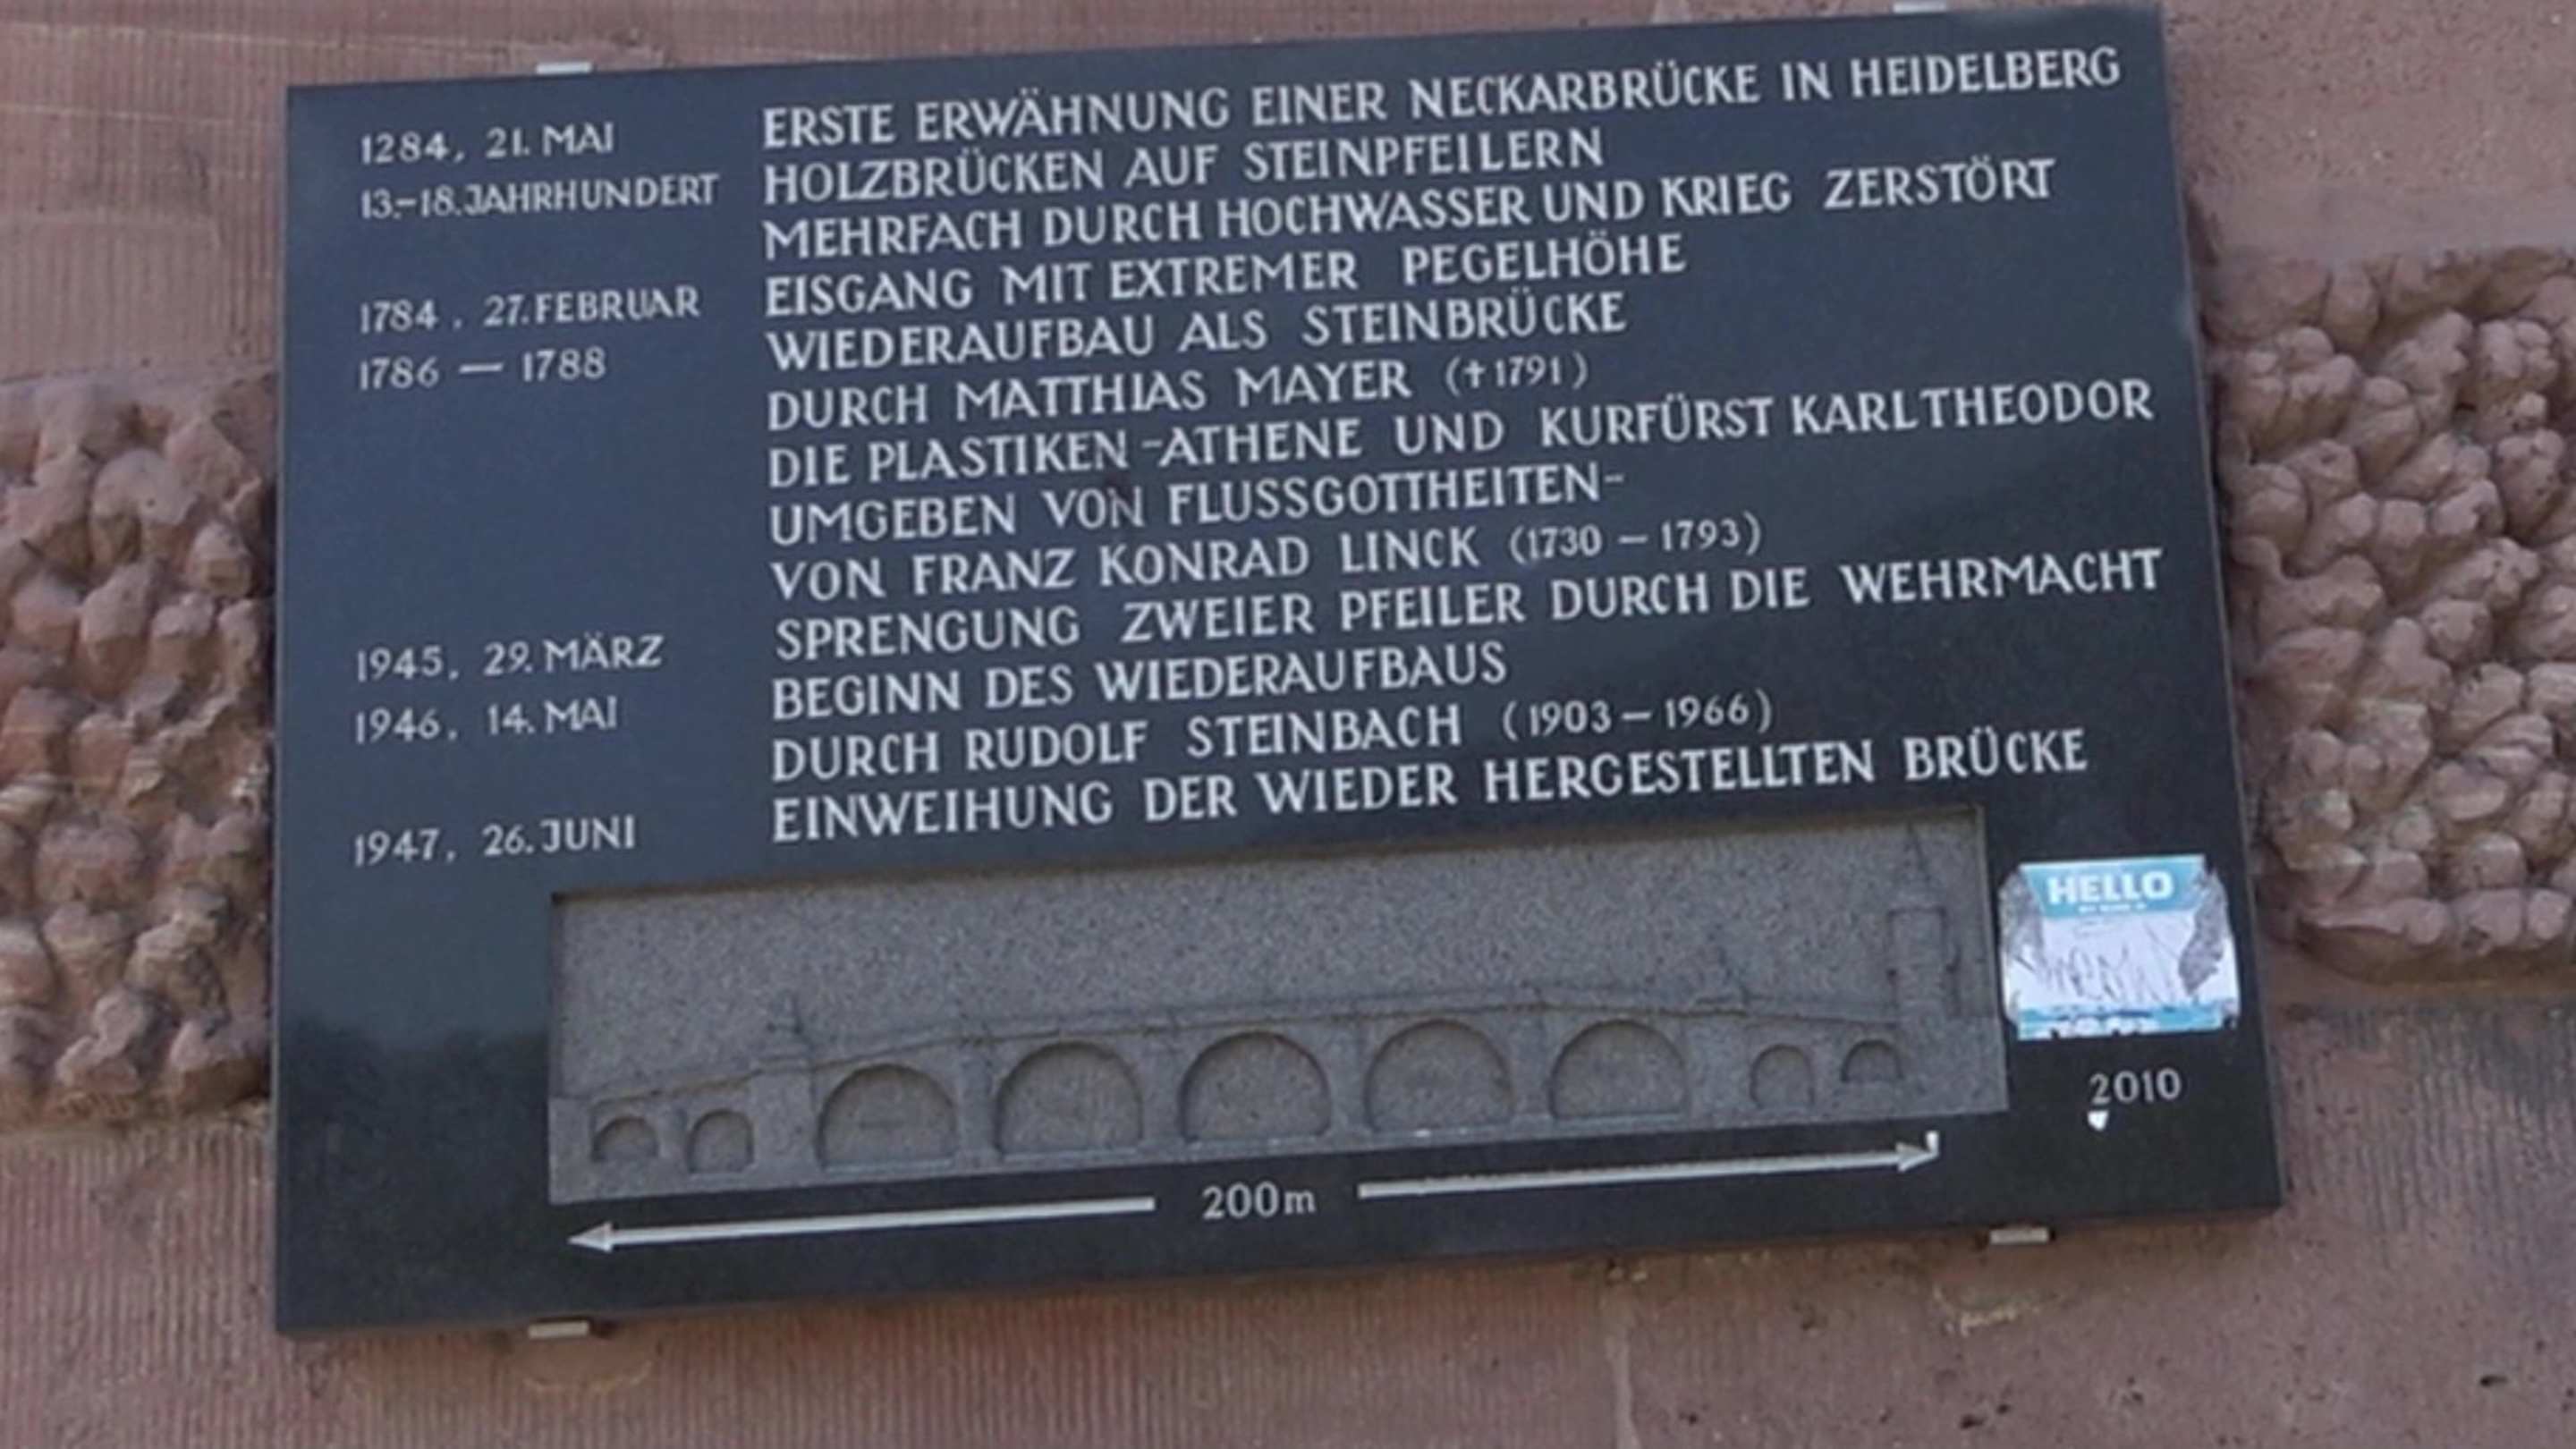 1284, 21. MAI ERSTE ERWÄHNUNG EINER NECKARBRÜCKE IN HEIDELBERG
13.-18. JAHRHUNDERT HOLZBRÜCKEN AUF STEINPFEILERN
MEHRFACH DURCH HOCHWASSER UND KRIEG ZERSTÖRT
1784, 27. FEBRUAR EISGANG MIT EXTREMER PEGELHÖHE
1786 — 1788 WIEDERAUFBAU ALS STEINBRÜCKE
DURCH MATTHIAS MAYER (✝1791)
DIE PLASTIKEN -ATHENE UND KURFÜRST KARL THEODOR
UMGEBEN VON FLUSSGOTTHEITEN-
VON FRANZ KONRAD LINCK (1730 — 1793)
1945, 29. MÄRZ SPRENGUNG ZWEIER PFEILER DURCH DIE WEHRMACHT
1946, 14. MAI BEGINN DES WIEDERAUFBAUS
DURCH RUDOLF STEINBACH (1903 — 1966)
1947, 26. JUNI EINWEIHUNG DER WIEDER HERGESTELLTEN BRÜCKE
HELLO
2010
200m